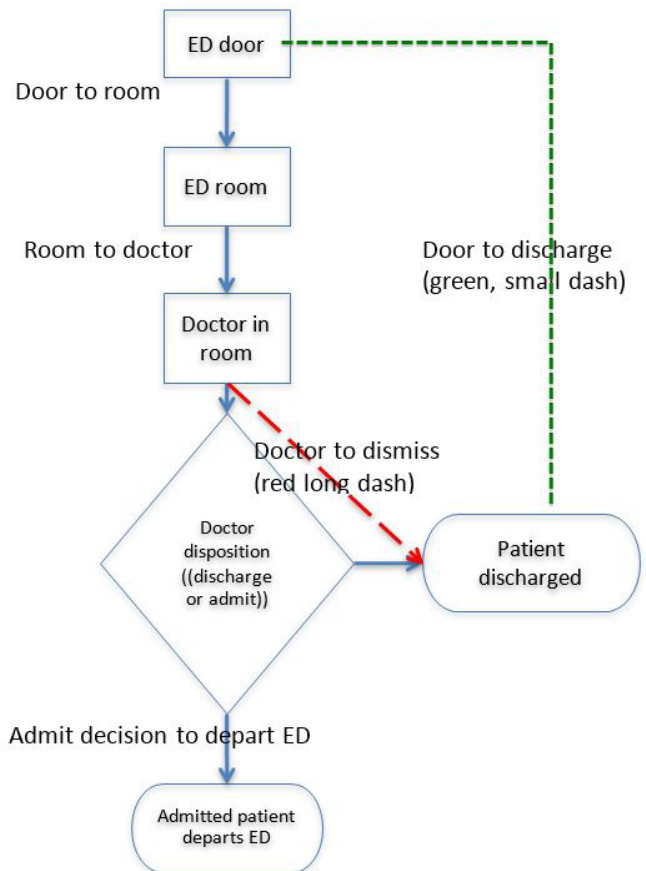 ED door
Door to room
ED room
Room to doctor
Door to discharge
(green, small dash)
Doctor in
room
Doctor to dismiss
(red long dash)
Doctor
disposition
((discharge
or admit))
Patient
discharged
Admit decision to depart ED
Admitted patient
departs ED